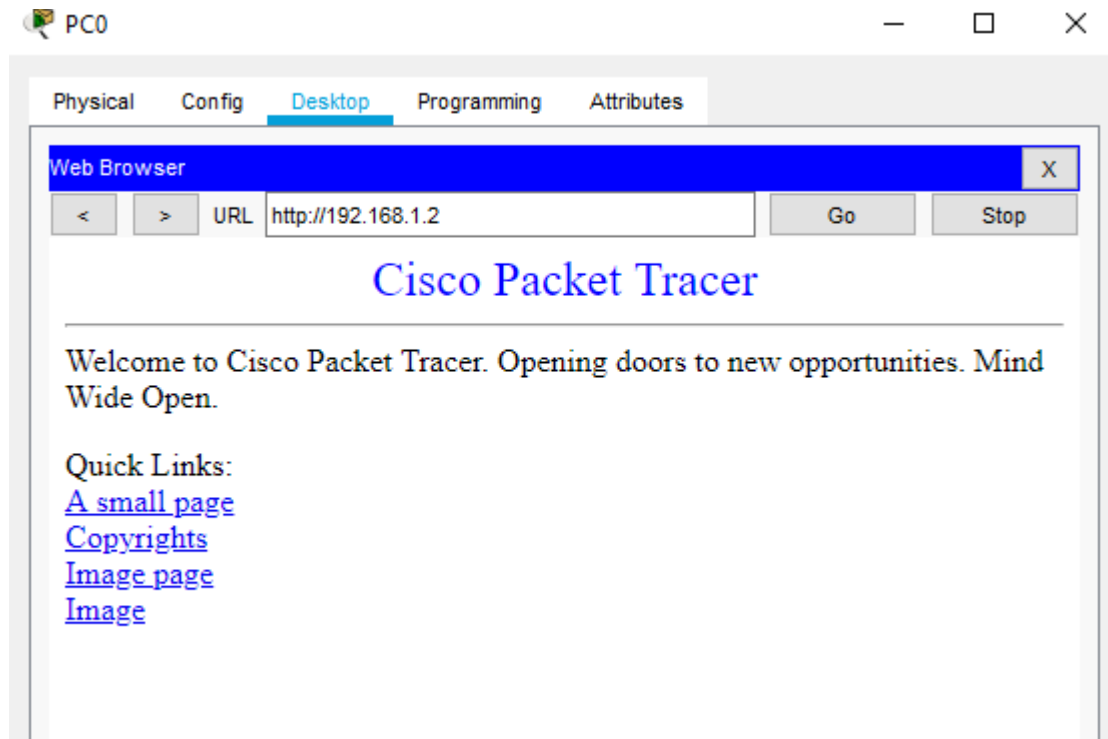 PC0
Physical Config Desktop Programming Attributes
Web Browser X
< > URL http://192.168.1.2 Go Stop
Cisco Packet Tracer
Welcome to Cisco Packet Tracer. Opening doors to new opportunities. Mind
Wide Open.
Quick Links:
A small page
Copyrights
Image page
Image